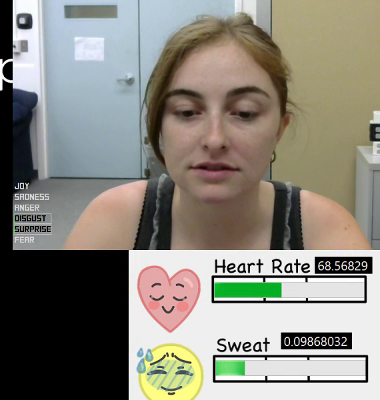 p
JOY
SADNESS
ANGER
DISGUST
SURPRISE
FEAR
Heart Rate 68.56829
Sweat 0.09868032